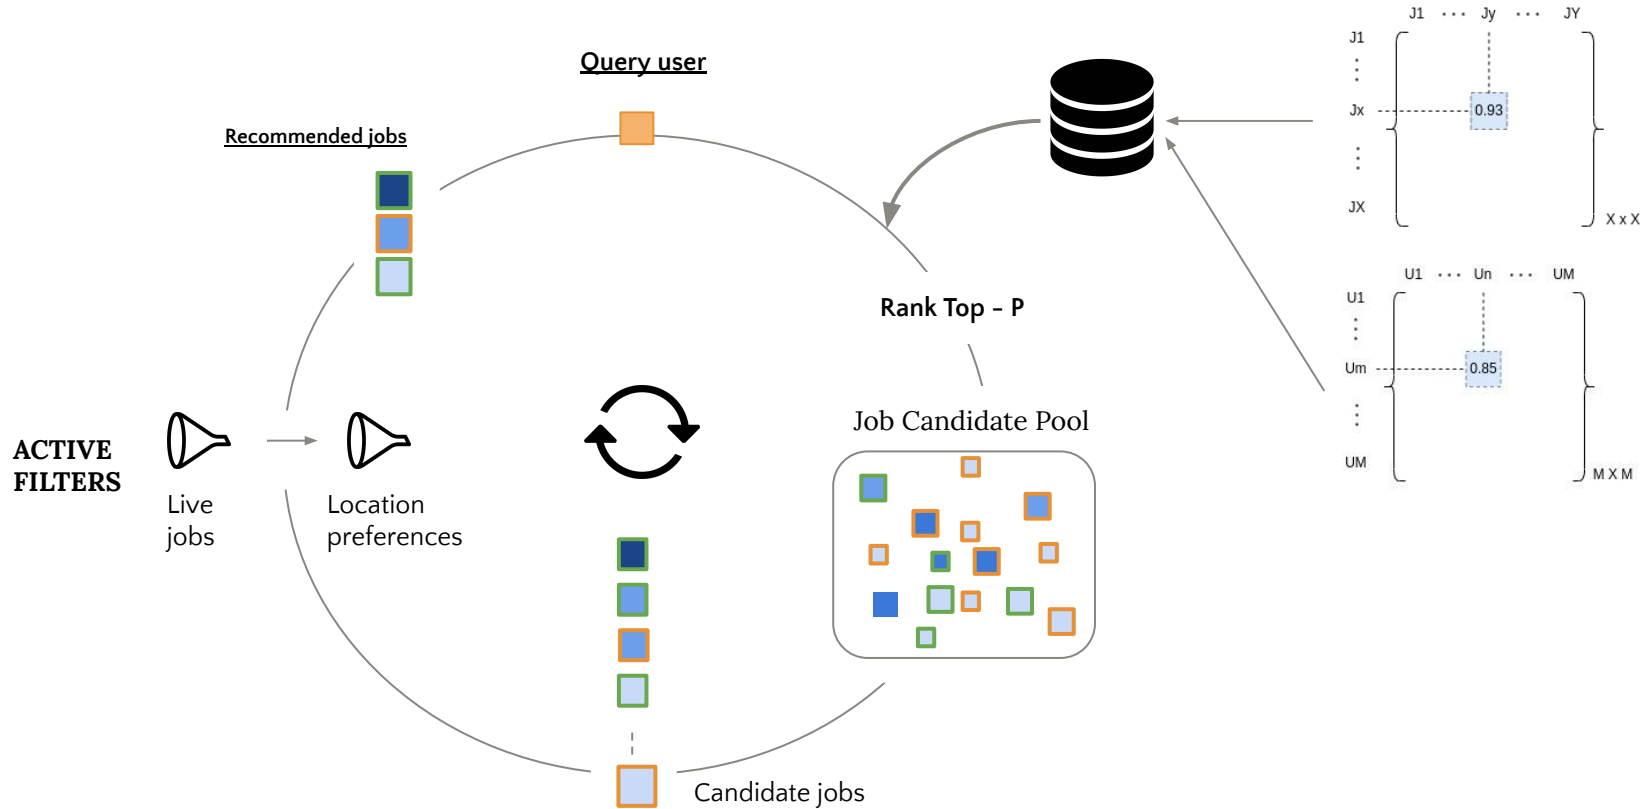 Query user
Recommended jobs
Rank Top - P
Job Candidate Pool
ACTIVE
FILTERS
Live
jobs
Location
preferences
Candidate jobs
J1 ··· Jy ··· JY
J1
⋮
Jx
0.93
⋮
JX
X x X
U1 ··· Un ··· UM
U1
⋮
Um
0.85
⋮
UM
M X M